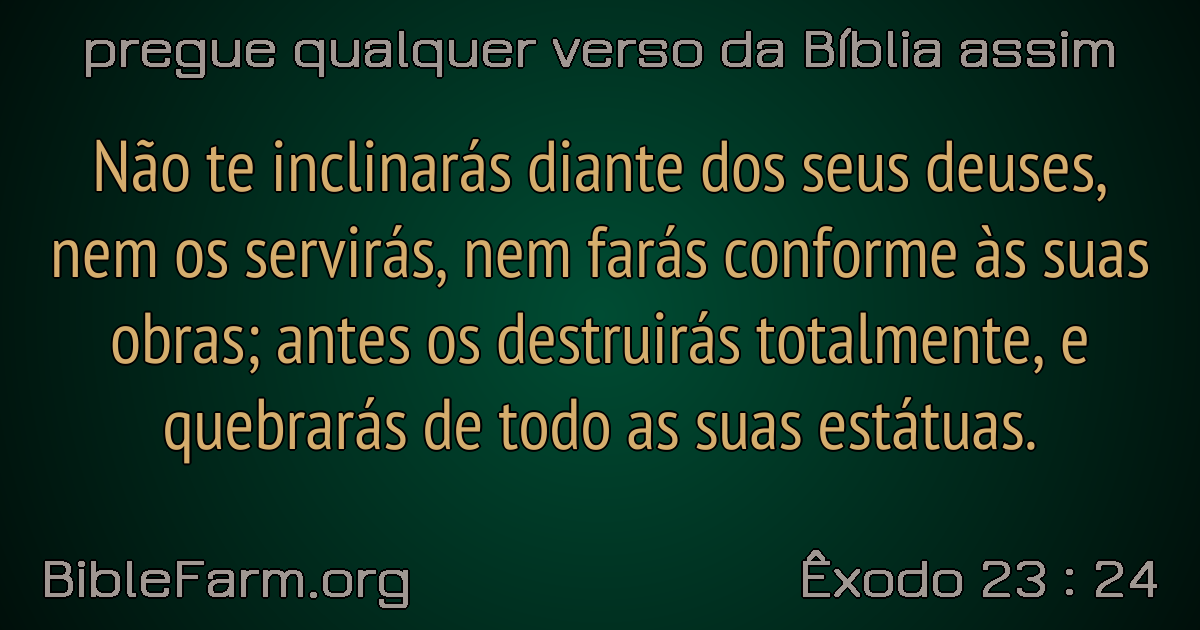 pregue qualquer verso da Bíblia assim
Não te inclinarás diante dos seus deuses,
nem os servirás, nem farás conforme às suas
obras; antes os destruirás totalmente, e
quebrarás de todo as suas estátuas.
BibleFarm.org
Êxodo 23 : 24